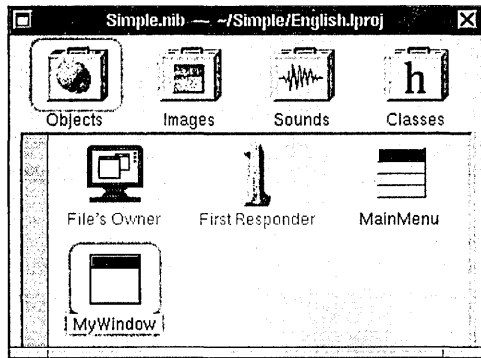 Simple.nib — ~/Simple/English.lproj
Objects Images Sounds Classes
File's Owner First Responder MainMenu
MyWindow